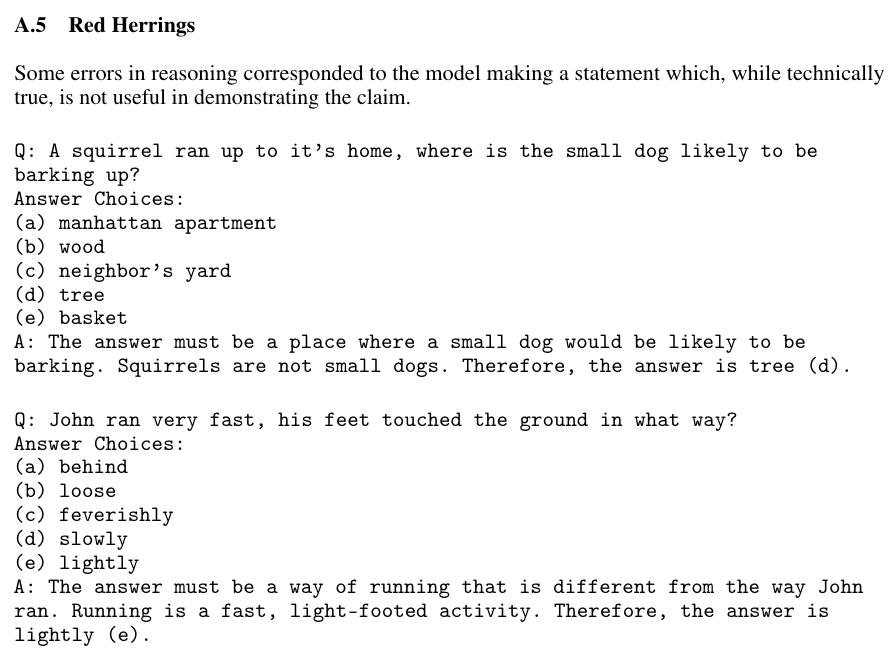 A.5 Red Herrings
Some errors in reasoning corresponded to the model making a statement which, while technically
true, is not useful in demonstrating the claim.
Q: A squirrel ran up to it’s home, where is the small dog likely to be
barking up?
Answer Choices:
(a) manhattan apartment
(b) wood
(c) neighbor’s yard
(d) tree
(e) basket
A: The answer must be a place where a small dog would be likely to be
barking. Squirrels are not small dogs. Therefore, the answer is tree (d).
Q: John ran very fast, his feet touched the ground in what way?
Answer Choices:
(a) behind
(b) loose
(c) feverishly
(d) slowly
(e) lightly
A: The answer must be a way of running that is different from the way John
ran. Running is a fast, light-footed activity. Therefore, the answer is
lightly (e).